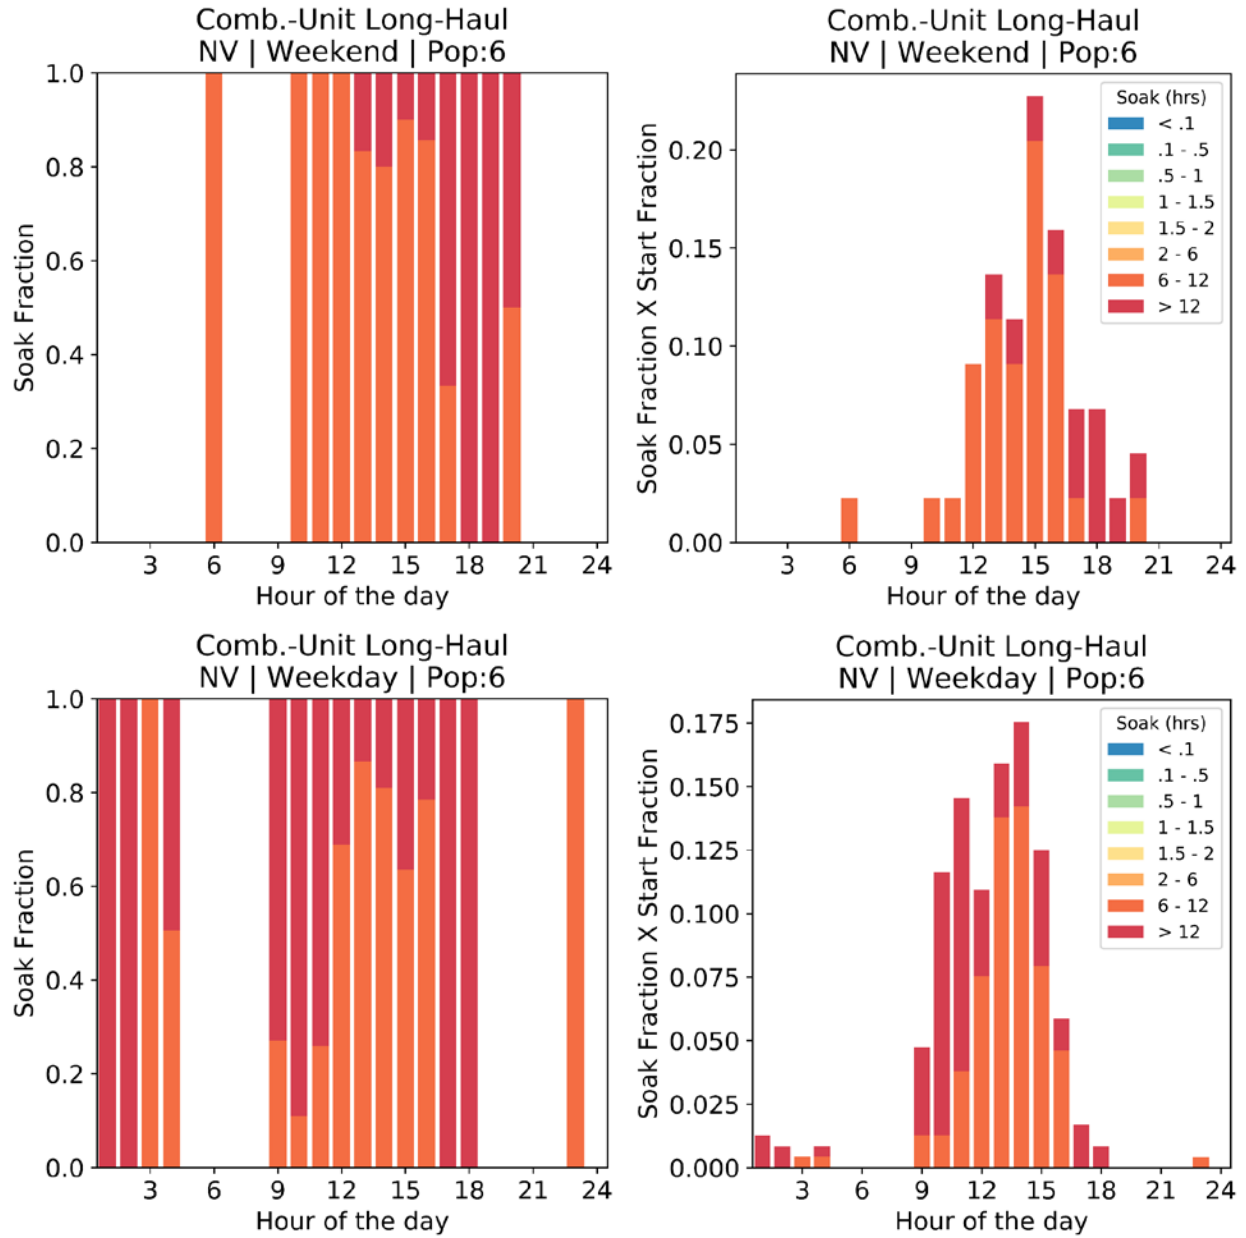 Comb.-Unit Long-Haul
NV | Weekend | Pop:6
1.0
0.8
0.6
0.4
0.2
0.0
Soak Fraction
3 6 9 12 15 18 21 24
Hour of the day
Comb.-Unit Long-Haul
NV | Weekend | Pop:6
0.20
0.15
0.10
0.05
0.00
Soak Fraction X Start Fraction
Soak (hrs)
< .1
.1 - .5
.5 - 1
1 - 1.5
1.5 - 2
2 - 6
6 - 12
> 12
3 6 9 12 15 18 21 24
Hour of the day
Comb.-Unit Long-Haul
NV | Weekday | Pop:6
1.0
0.8
0.6
0.4
0.2
0.0
Soak Fraction
3 6 9 12 15 18 21 24
Hour of the day
Comb.-Unit Long-Haul
NV | Weekday | Pop:6
0.175
0.150
0.125
0.100
0.075
0.050
0.025
0.000
Soak Fraction X Start Fraction
Soak (hrs)
< .1
.1 - .5
.5 - 1
1 - 1.5
1.5 - 2
2 - 6
6 - 12
> 12
3 6 9 12 15 18 21 24
Hour of the day